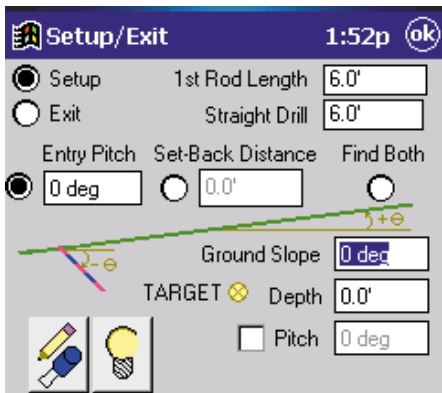 Setup/Exit 1:52p ok
Setup 1st Rod Length 6.0'
Exit Straight Drill 6.0'
Entry Pitch Set-Back Distance Find Both
0 deg 0.0'
+Θ
-Θ Ground Slope 0 deg
TARGET Depth 0.0'
Pitch 0 deg